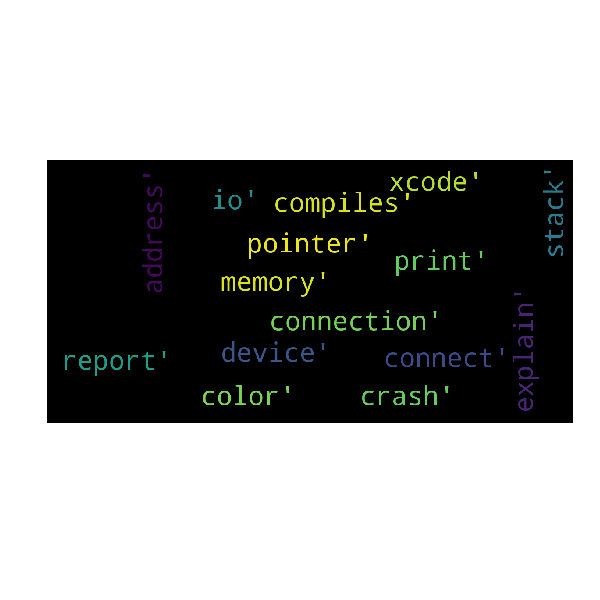 xcode'
address'
io'
compiles'
stack'
pointer'
print'
memory'
connection'
explain'
report'
device'
connect'
color'
crash'